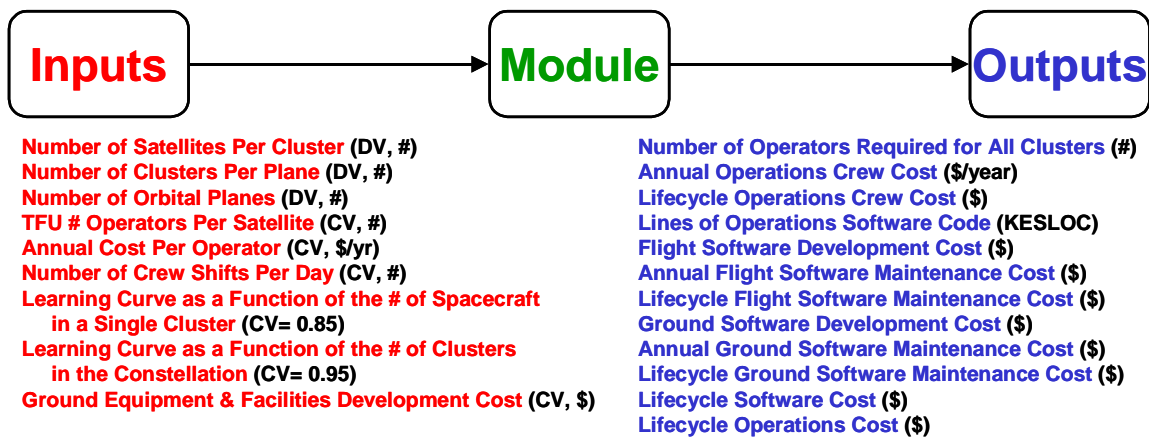 Inputs
Module
Outputs
Number of Satellites Per Cluster (DV, #)
Number of Clusters Per Plane (DV, #)
Number of Orbital Planes (DV, #)
TFU # Operators Per Satellite (CV, #)
Annual Cost Per Operator (CV, $/yr)
Number of Crew Shifts Per Day (CV, #)
Learning Curve as a Function of the # of Spacecraft
in a Single Cluster (CV= 0.85)
Learning Curve as a Function of the # of Clusters
in the Constellation (CV= 0.95)
Ground Equipment & Facilities Development Cost (CV, $)
Number of Operators Required for All Clusters (#)
Annual Operations Crew Cost ($/year)
Lifecycle Operations Crew Cost ($)
Lines of Operations Software Code (KESLOC)
Flight Software Development Cost ($)
Annual Flight Software Maintenance Cost ($)
Lifecycle Flight Software Maintenance Cost ($)
Ground Software Development Cost ($)
Annual Ground Software Maintenance Cost ($)
Lifecycle Ground Software Maintenance Cost ($)
Lifecycle Software Cost ($)
Lifecycle Operations Cost ($)